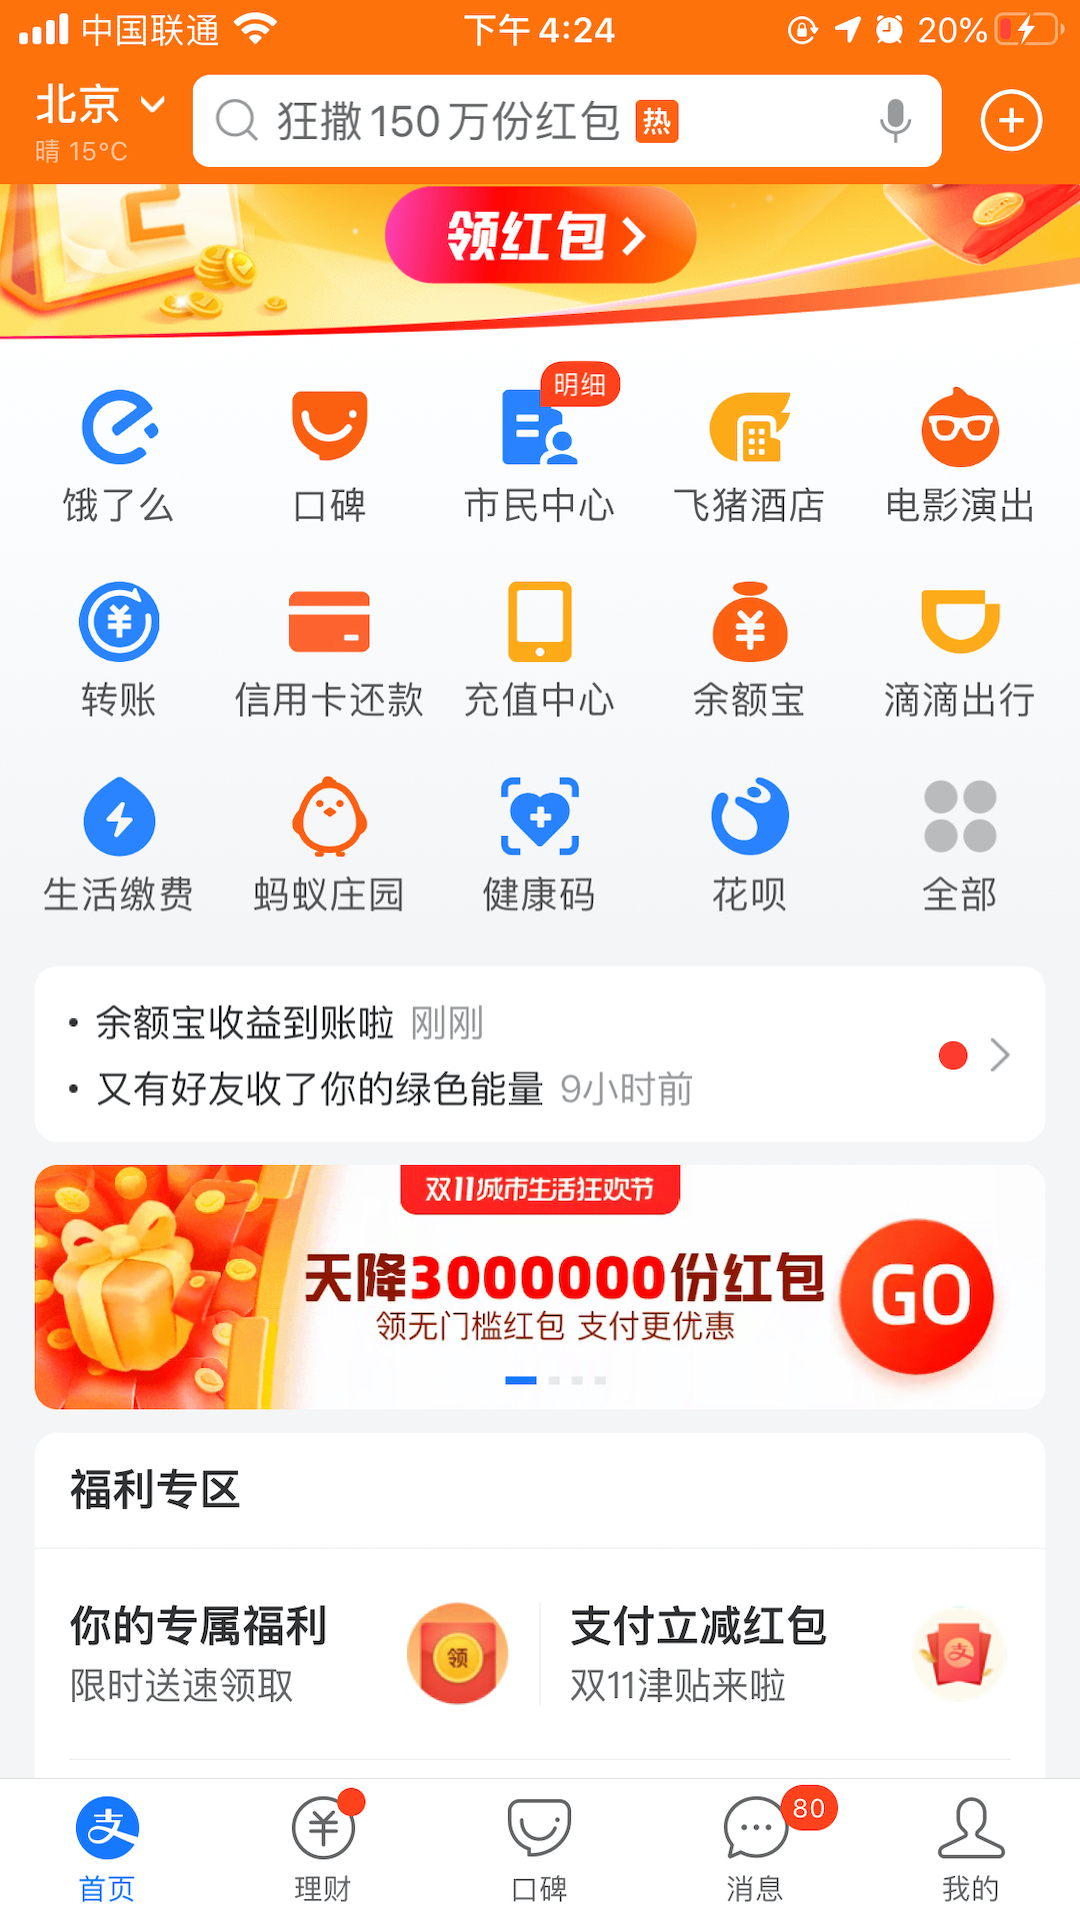 中国联通 下午 4:24 20%
北京 狂撒150万份红包 热
晴 15°C
领红包
明细
饿了么 口碑 市民中心 飞猪酒店 电影演出
转账 信用卡还款 充值中心 余额宝 滴滴出行
生活缴费 蚂蚁庄园 健康码 花呗 全部
· 余额宝收益到账啦 刚刚
· 又有好友收了你的绿色能量 9小时前
双11城市生活狂欢节
天降3000000份红包
领无门槛红包 支付更优惠
GO
福利专区
你的专属福利 领 支付立减红包 支
限时送速领取 双11津贴来啦
支 80
首页 理财 口碑 消息 我的